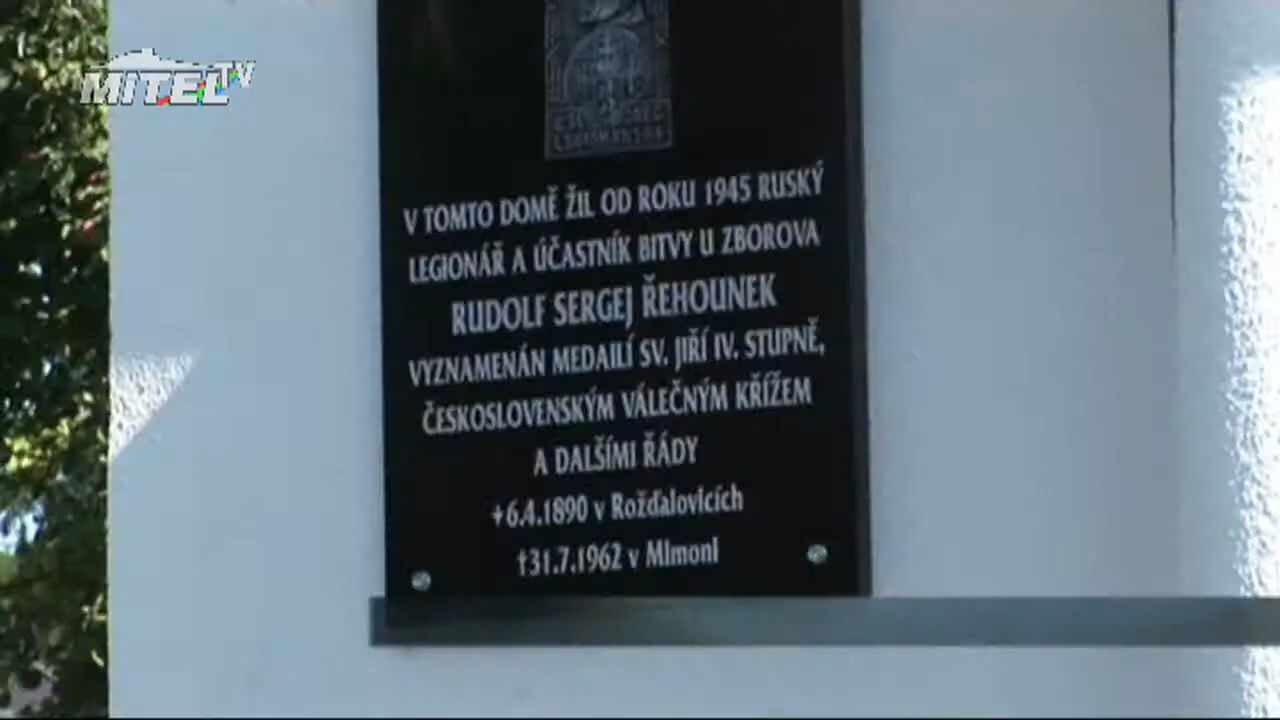 MITEL TV
V TOMTO DOMĚ ŽIL OD ROKU 1945 RUSKÝ
LEGIONÁŘ A ÚČASTNÍK BITVY U ZBOROVA
RUDOLF SERGEJ ŘEHOUNEK
VYZNAMENÁN MEDAILÍ SV. JIŘÍ IV. STUPNĚ,
ČESKOSLOVENSKÝM VÁLEČNÝM KŘÍŽEM
A DALŠÍMI ŘÁDY
+6.4.1890 v Rožďalovicích
†31.7.1962 v Mimoni